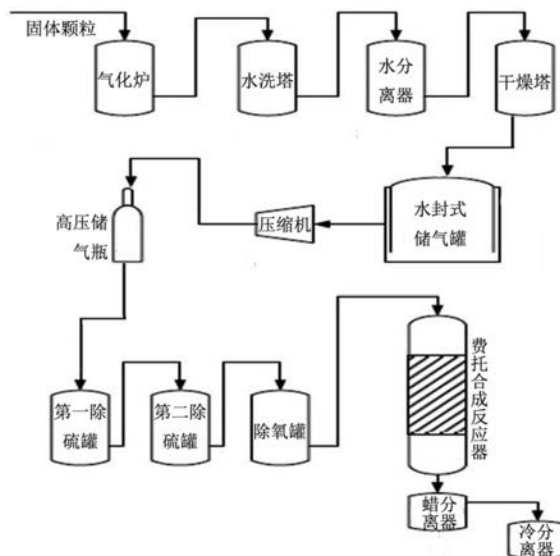 固体颗粒
气化炉
水洗塔
水分
离器
干燥塔
高压储
气瓶
压缩机
水封式
储气罐
第一除
硫罐
第二除
硫罐
除氧罐
费托合成反应器
蜡分
离器
冷分
离器